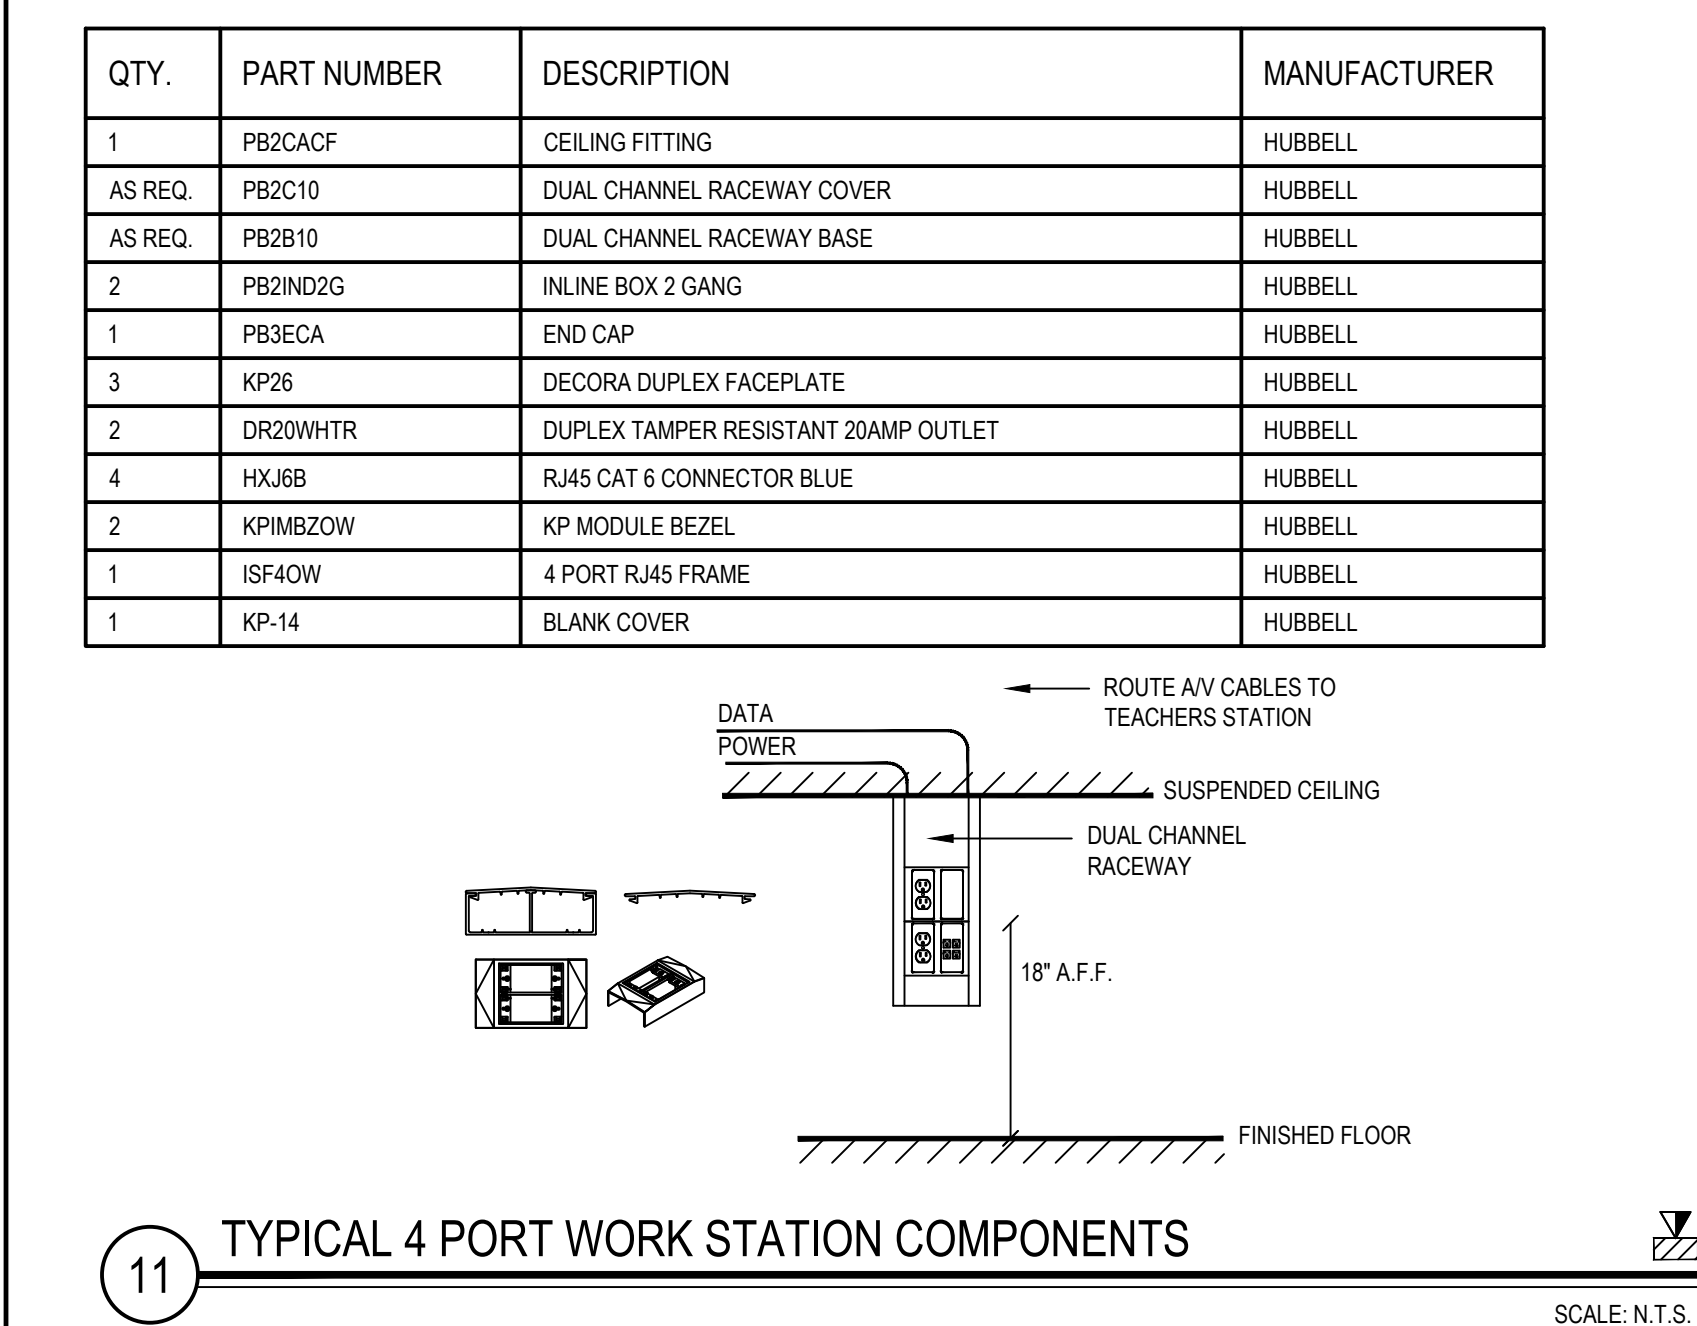 QTY. PART NUMBER DESCRIPTION MANUFACTURER
1 PB2CACF CEILING FITTING HUBBELL
AS REQ. PB2C10 DUAL CHANNEL RACEWAY COVER HUBBELL
AS REQ. PB2B10 DUAL CHANNEL RACEWAY BASE HUBBELL
2 PB2IND2G INLINE BOX 2 GANG HUBBELL
1 PB3ECA END CAP HUBBELL
3 KP26 DECORA DUPLEX FACEPLATE HUBBELL
2 DR20WHTR DUPLEX TAMPER RESISTANT 20AMP OUTLET HUBBELL
4 HXJ6B RJ45 CAT 6 CONNECTOR BLUE HUBBELL
2 KPIMBZOW KP MODULE BEZEL HUBBELL
1 ISF4OW 4 PORT RJ45 FRAME HUBBELL
1 KP-14 BLANK COVER HUBBELL
ROUTE A/V CABLES TO
TEACHERS STATION
DATA
POWER
SUSPENDED CEILING
DUAL CHANNEL
RACEWAY
18" A.F.F.
FINISHED FLOOR
11 TYPICAL 4 PORT WORK STATION COMPONENTS
SCALE: N.T.S.